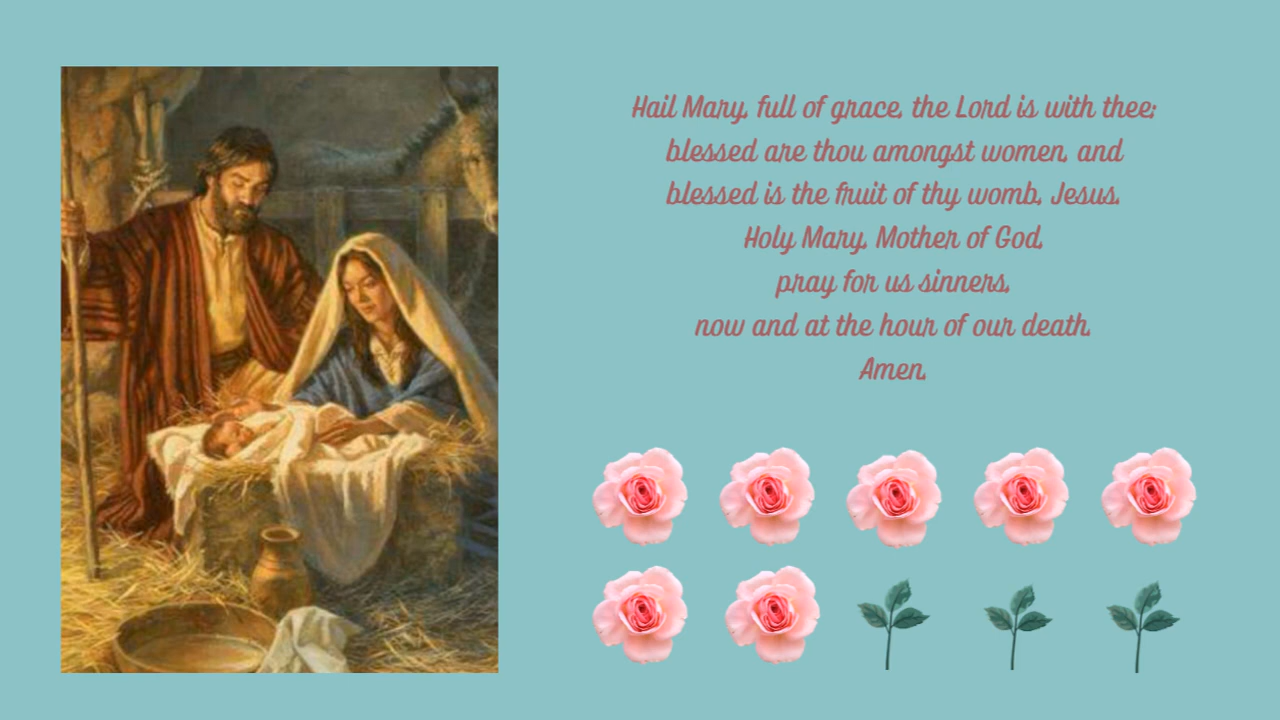 Hail Mary, full of grace, the Lord is with thee;
blessed are thou amongst women, and
blessed is the fruit of thy womb, Jesus.
Holy Mary, Mother of God,
pray for us sinners,
now and at the hour of our death.
Amen.